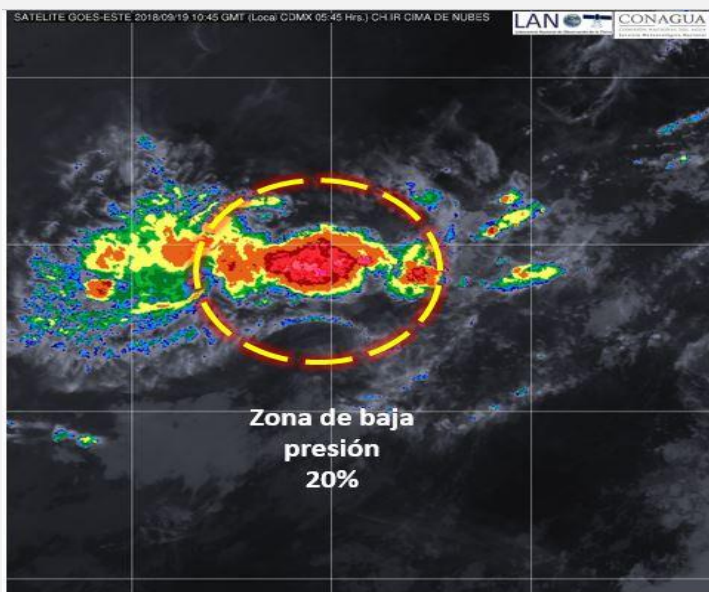 SATELITE GOES-ESTE 2018/09/19 10:45 GMT (Local CDMX 05:45 Hrs.) CH.IR CIMA DE NUBES
LAN
CONAGUA
Zona de baja
presión
20%